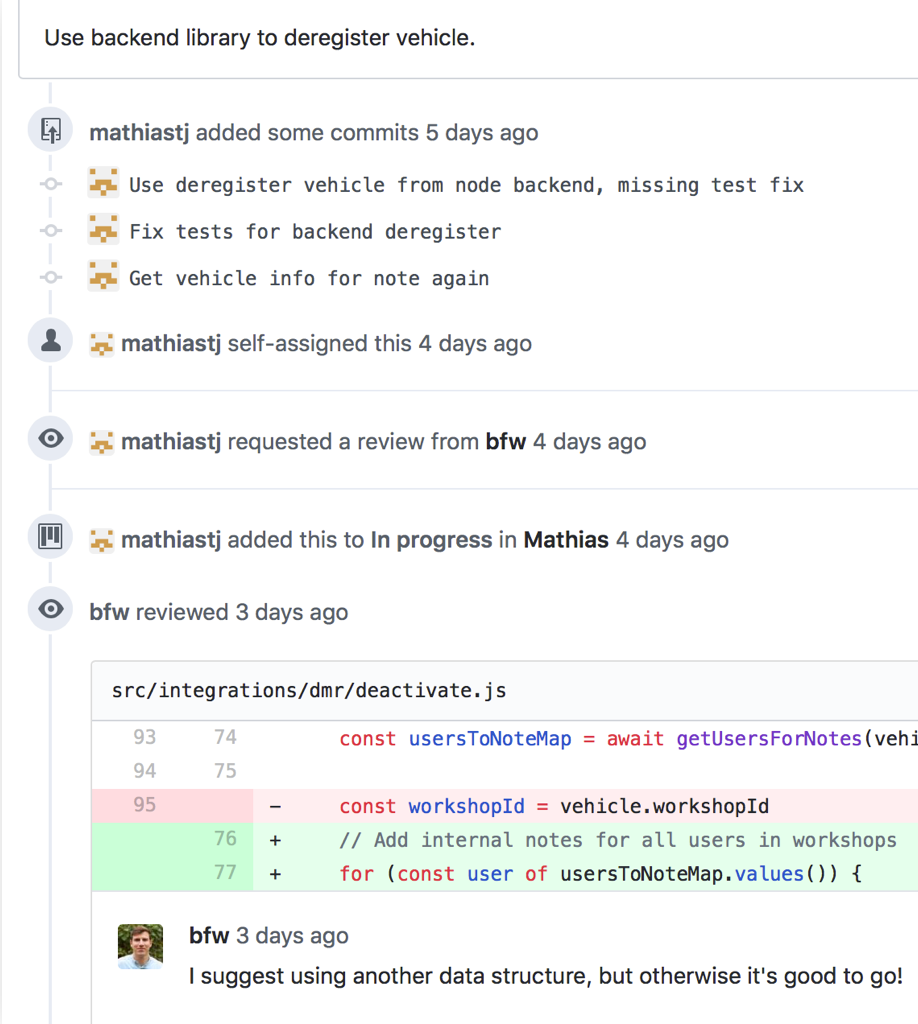 Use backend library to deregister vehicle.
mathiastj added some commits 5 days ago
Use deregister vehicle from node backend, missing test fix
Fix tests for backend deregister
Get vehicle info for note again
mathiastj self-assigned this 4 days ago
mathiastj requested a review from bfw 4 days ago
mathiastj added this to In progress in Mathias 4 days ago
bfw reviewed 3 days ago
src/integrations/dmr/deactivate.js
93 74 const usersToNoteMap = await getUsersForNotes(vehi
94 75
95 - const workshopId = vehicle.workshopId
76 + // Add internal notes for all users in workshops
77 + for (const user of usersToNoteMap.values()) {
bfw 3 days ago
I suggest using another data structure, but otherwise it's good to go!